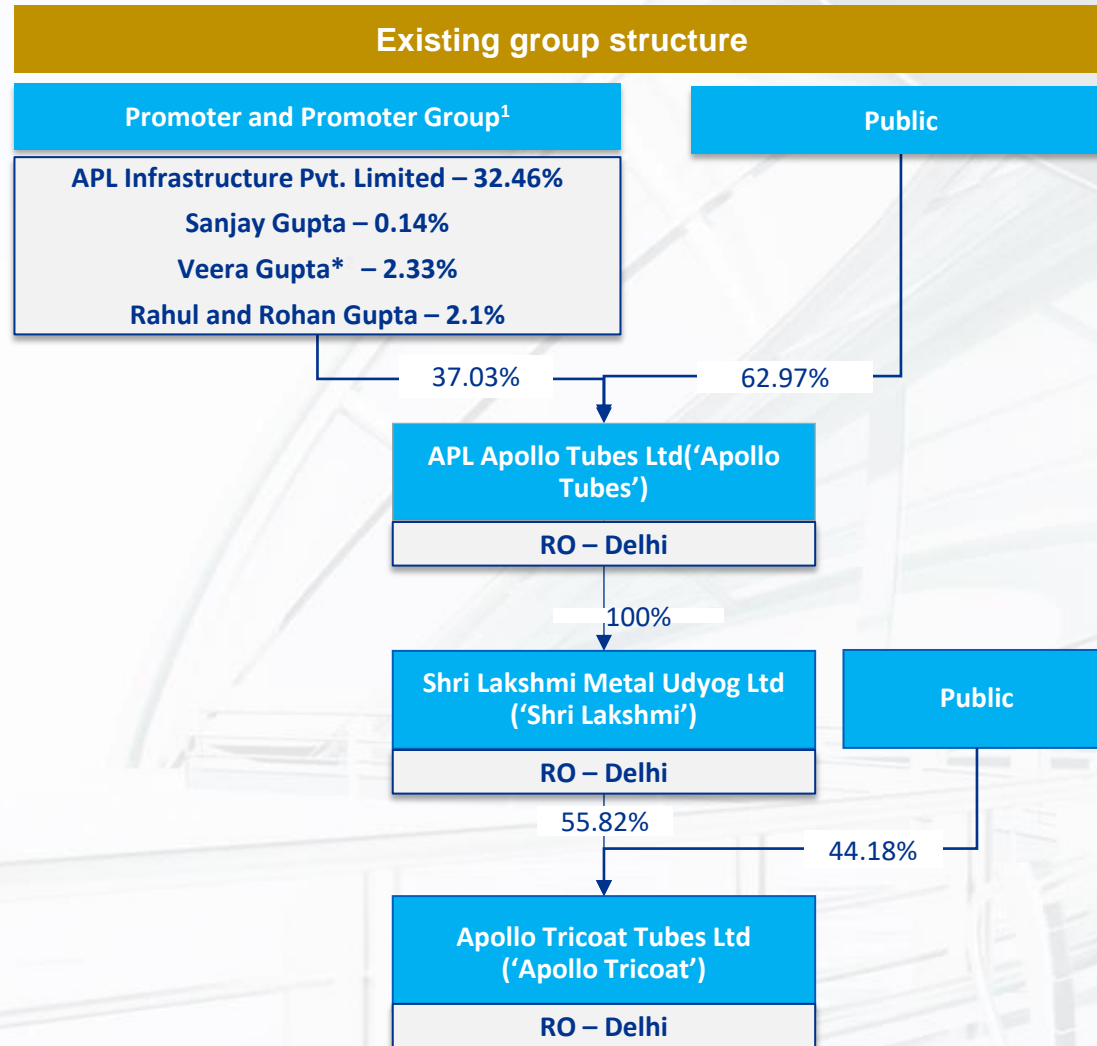 Existing group structure
Promoter and Promoter Group¹
Public
APL Infrastructure Pvt. Limited – 32.46%
Sanjay Gupta – 0.14%
Veera Gupta* – 2.33%
Rahul and Rohan Gupta – 2.1%
37.03%
62.97%
APL Apollo Tubes Ltd(‘Apollo
Tubes’)
RO – Delhi
100%
Shri Lakshmi Metal Udyog Ltd
(‘Shri Lakshmi’)
Public
RO – Delhi
55.82%
44.18%
Apollo Tricoat Tubes Ltd
(‘Apollo Tricoat’)
RO – Delhi